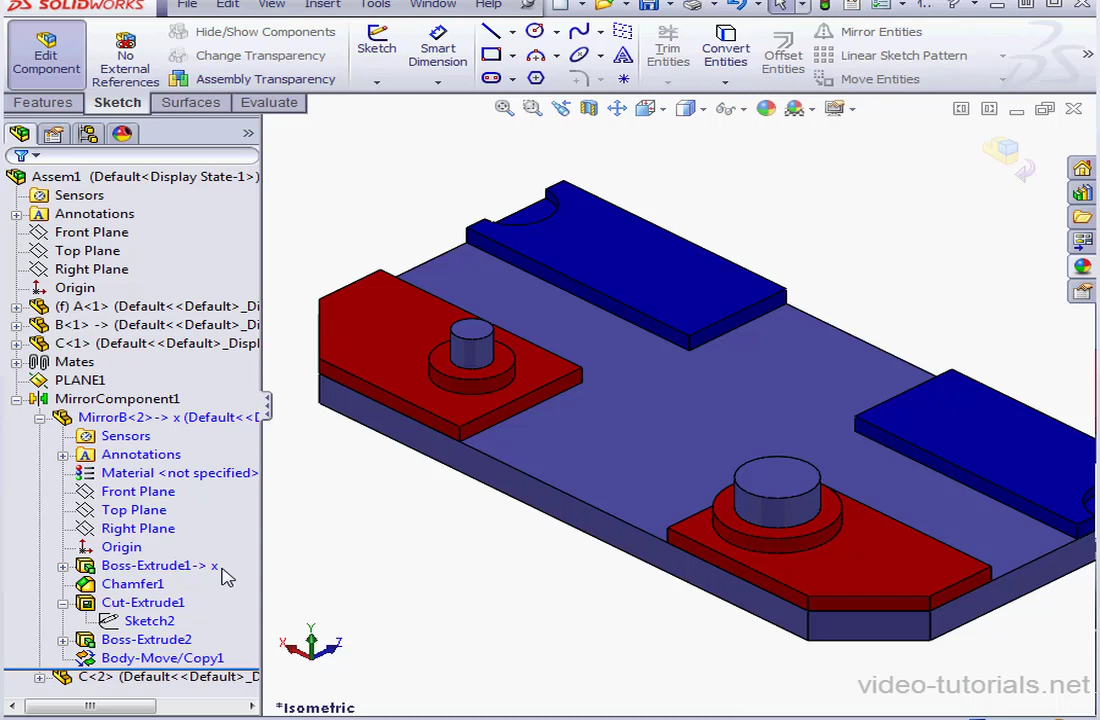 SOLIDWORKS
File Edit View Insert Tools Window Help
Edit Component
No External References
Hide/Show Components
Change Transparency
Assembly Transparency
Sketch
Smart Dimension
Trim Entities
Convert Entities
Offset Entities
Mirror Entities
Linear Sketch Pattern
Move Entities
Features Sketch Surfaces Evaluate
Assem1 (Default<Display State-1>)
Sensors
Annotations
Front Plane
Top Plane
Right Plane
Origin
(f) A<1> (Default<<Default>_Di
B<1> -> (Default<<Default>_Di
C<1> (Default<<Default>_Displ
Mates
PLANE1
MirrorComponent1
MirrorB<2>-> x (Default<<D
Sensors
Annotations
Material <not specified>
Front Plane
Top Plane
Right Plane
Origin
Boss-Extrude1-> x
Chamfer1
Cut-Extrude1
Sketch2
Boss-Extrude2
Body-Move/Copy1
C<2> (Default<<Default>_D
Y
X
Z
*Isometric
video-tutorials.net